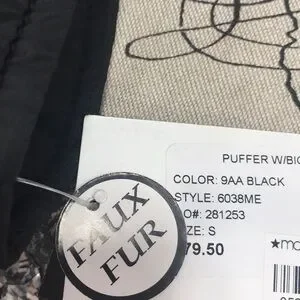 PUFFER W/BIG
COLOR: 9AA BLACK
STYLE: 6038ME
O#: 281253
ZE: S
79.50
FAUX
FUR